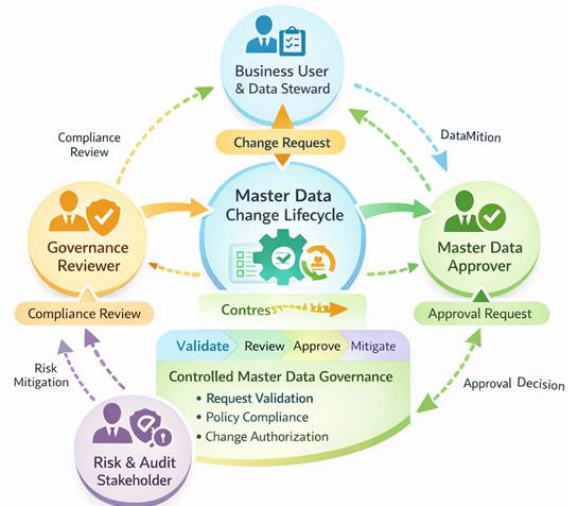 Business User
& Data Steward
Compliance
Review
Change Request
DataMition
Master Data
Change Lifecycle
Governance
Reviewer
Master Data
Approver
Compliance Review
Contres
Approval Request
Validate
Review
Approve
Mitigate
Risk
Mitigation
Controlled Master Data Governance
• Request Validation
• Policy Compliance
• Change Authorization
Approval Decision
Risk & Audit
Stakeholder